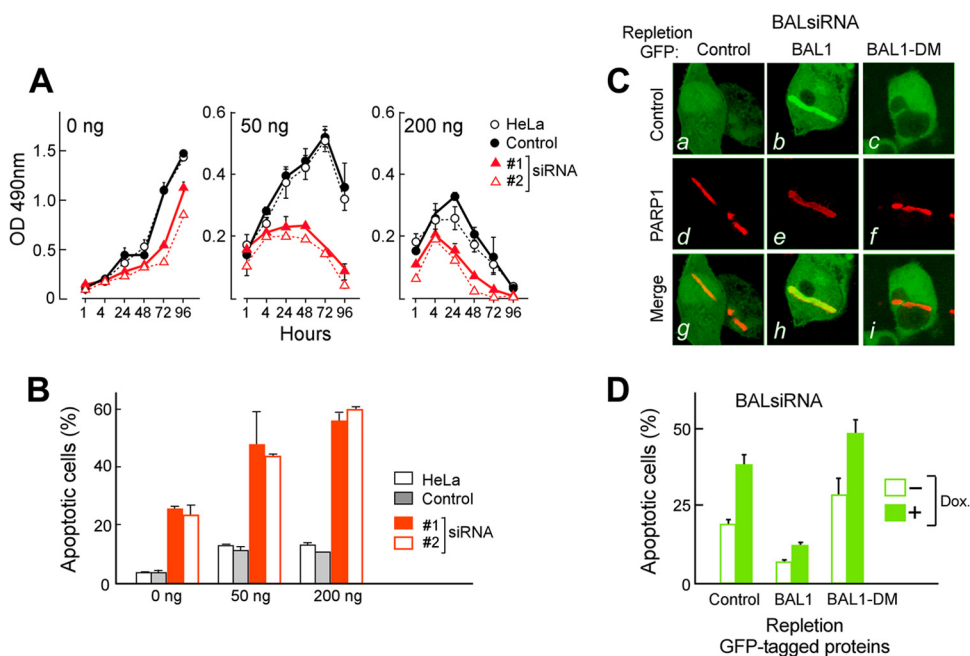 A
0 ng
50 ng
200 ng
HeLa
Control
#1
#2
siRNA
OD 490nm
1.5
1.0
0.5
0
0.6
0.4
0.2
0.6
0.4
0.2
1 4 24 48 72 96
1 4 24 48 72 96
1 4 24 48 72 96
Hours
B
Apoptotic cells (%)
60
40
20
0
HeLa
Control
#1
#2
siRNA
0 ng
50 ng
200 ng
BALsiRNA
Repletion
GFP:
Control
BAL1
BAL1-DM
C
Control
a
b
c
PARP1
d
e
f
Merge
g
h
i
D
BALsiRNA
Apoptotic cells (%)
50
25
0
−
+
Dox.
Control
BAL1
BAL1-DM
Repletion
GFP-tagged proteins